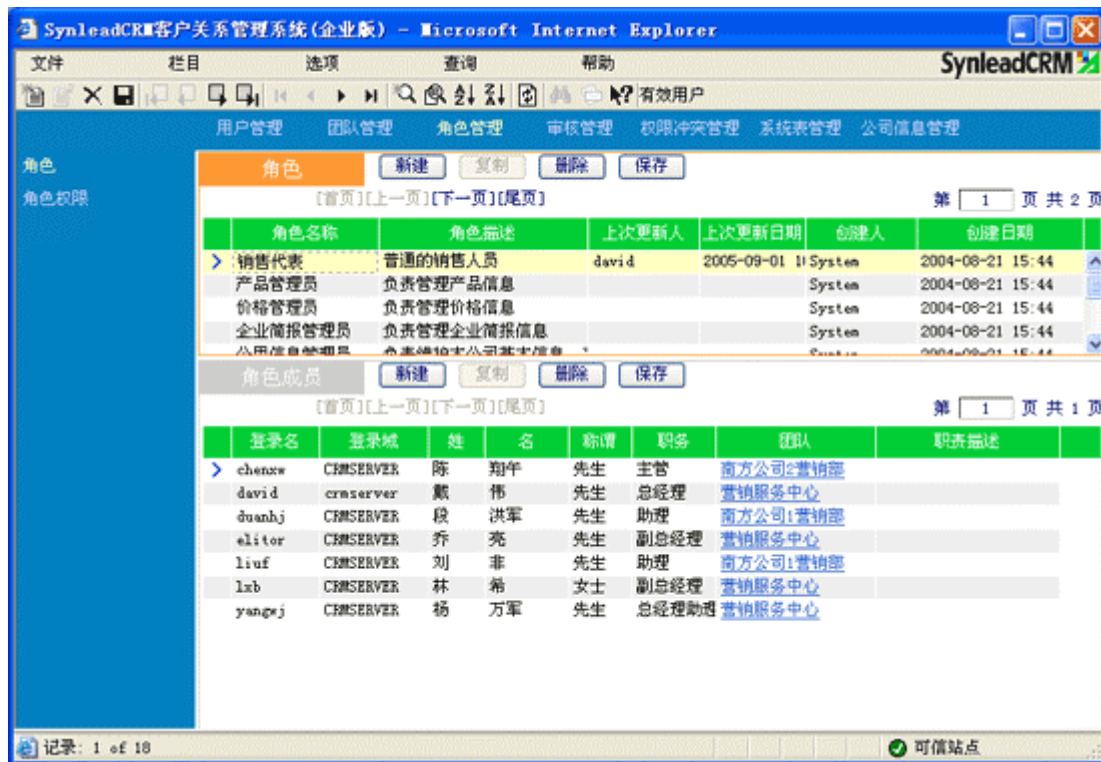 SynleadCRM客户关系管理系统(企业版) - Microsoft Internet Explorer
文件 栏目 选项 查询 帮助 SynleadCRM
有效用户
用户管理 团队管理 角色管理 审核管理 权限冲突管理 系统表管理 公司信息管理
角色
角色权限
角色 新建 复制 删除 保存
[首页][上一页][下一页][尾页] 第 1 页 共 2 页
角色名称 角色描述 上次更新人 上次更新日期 创建人 创建日期
销售代表 普通的销售人员 david 2005-09-01 System 2004-08-21 15:44
产品管理员 负责管理产品信息 System 2004-08-21 15:44
价格管理员 负责管理价格信息 System 2004-08-21 15:44
企业简报管理员 负责管理企业简报信息 System 2004-08-21 15:44
角色成员 新建 复制 删除 保存
[首页][上一页][下一页][尾页] 第 1 页 共 1 页
登录名 登录域 姓 名 称谓 职务 团队 职责描述
chenxw CRMSERVER 陈 翔午 先生 主管 南方公司2营销部
david crmserver 戴 伟 先生 总经理 营销服务中心
duanhj CRMSERVER 段 洪军 先生 助理 南方公司1营销部
elitor CRMSERVER 乔 亮 先生 副总经理 营销服务中心
liuf CRMSERVER 刘 非 先生 助理 南方公司1营销部
lxb CRMSERVER 林 希 女士 副总经理 营销服务中心
yangwj CRMSERVER 杨 万军 先生 总经理助理 营销服务中心
记录: 1 of 18 可信站点